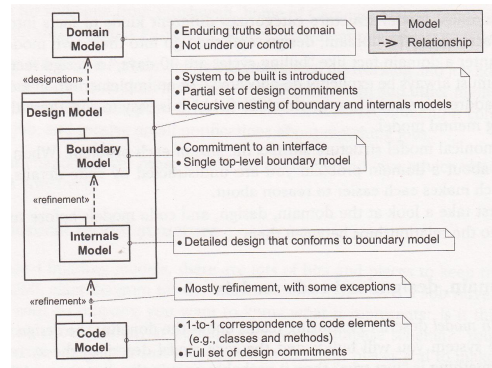 Domain
Model
• Enduring truths about domain
• Not under our control
Model
Relationship
«designation»
• System to be built is introduced
• Partial set of design commitments
• Recursive nesting of boundary and internals models
Design Model
Boundary
Model
• Commitment to an interface
• Single top-level boundary model
«refinement»
Internals
Model
• Detailed design that conforms to boundary model
«refinement»
• Mostly refinement, with some exceptions
Code
Model
• 1-to-1 correspondence to code elements
(e.g., classes and methods)
• Full set of design commitments